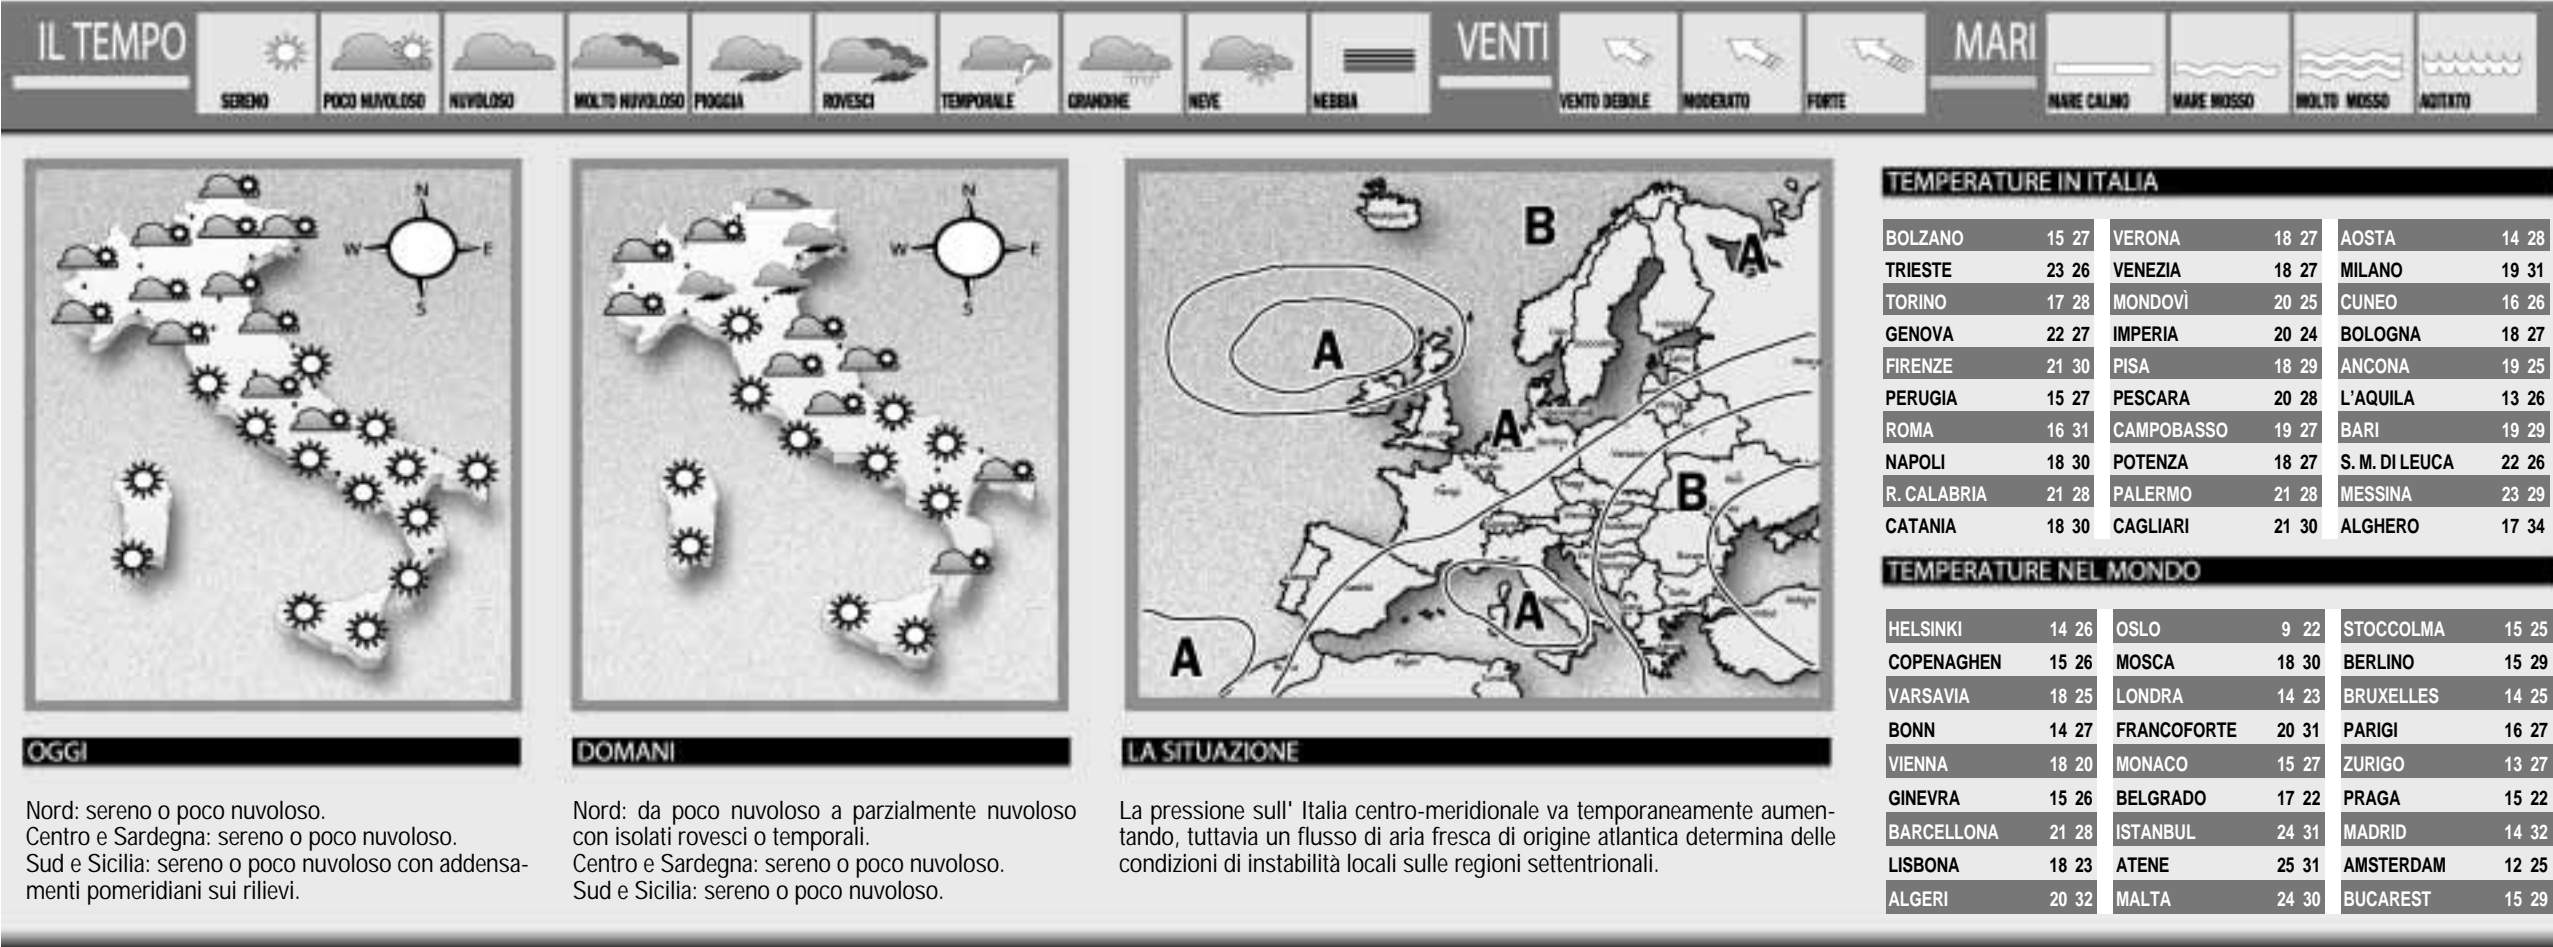 IL TEMPO
SERENO
POCO NUVOLOSO
NUVOLOSO
MOLTO NUVOLOSO
PIOGGIA
ROVESCI
TEMPORALE
GRANDINE
NEVE
NEBBIA
VENTI
VENTO DEBOLE
MODERATO
FORTE
MARI
MARE CALMO
MARE MOSSO
MOLTO MOSSO
AGITATO
N
W E
S
N
W E
S
B
A
A
A
B
A
A
OGGI
Nord: sereno o poco nuvoloso.
Centro e Sardegna: sereno o poco nuvoloso.
Sud e Sicilia: sereno o poco nuvoloso con addensa-
menti pomeridiani sui rilievi.
DOMANI
Nord: da poco nuvoloso a parzialmente nuvoloso
con isolati rovesci o temporali.
Centro e Sardegna: sereno o poco nuvoloso.
Sud e Sicilia: sereno o poco nuvoloso.
LA SITUAZIONE
La pressione sull' Italia centro-meridionale va temporaneamente aumen-
tando, tuttavia un flusso di aria fresca di origine atlantica determina delle
condizioni di instabilità locali sulle regioni settentrionali.
TEMPERATURE IN ITALIA
BOLZANO 15 27 VERONA 18 27 AOSTA 14 28
TRIESTE 23 26 VENEZIA 18 27 MILANO 19 31
TORINO 17 28 MONDOVÌ 20 25 CUNEO 16 26
GENOVA 22 27 IMPERIA 20 24 BOLOGNA 18 27
FIRENZE 21 30 PISA 18 29 ANCONA 19 25
PERUGIA 15 27 PESCARA 20 28 L'AQUILA 13 26
ROMA 16 31 CAMPOBASSO 19 27 BARI 19 29
NAPOLI 18 30 POTENZA 18 27 S. M. DI LEUCA 22 26
R. CALABRIA 21 28 PALERMO 21 28 MESSINA 23 29
CATANIA 18 30 CAGLIARI 21 30 ALGHERO 17 34
TEMPERATURE NEL MONDO
HELSINKI 14 26 OSLO 9 22 STOCCOLMA 15 25
COPENAGHEN 15 26 MOSCA 18 30 BERLINO 15 29
VARSAVIA 18 25 LONDRA 14 23 BRUXELLES 14 25
BONN 14 27 FRANCOFORTE 20 31 PARIGI 16 27
VIENNA 18 20 MONACO 15 27 ZURIGO 13 27
GINEVRA 15 26 BELGRADO 17 22 PRAGA 15 22
BARCELLONA 21 28 ISTANBUL 24 31 MADRID 14 32
LISBONA 18 23 ATENE 25 31 AMSTERDAM 12 25
ALGERI 20 32 MALTA 24 30 BUCAREST 15 29